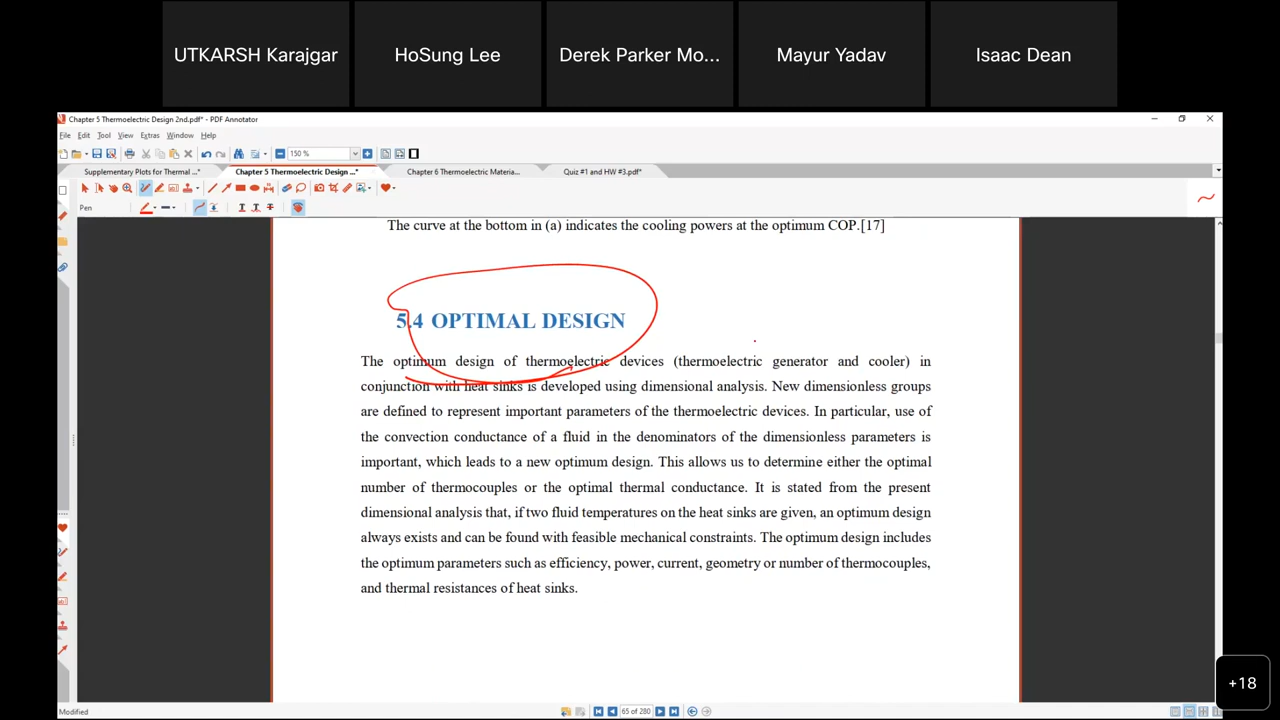 UTKARSH Karajgar
HoSung Lee
Derek Parker Mo...
Mayur Yadav
Isaac Dean
Chapter 5 Thermoelectric Design 2nd.pdf* - PDF Annotator
File Edit Tool View Extras Window Help
150 %
Supplementary Plots for Thermal ...*
Chapter 5 Thermoelectric Design ...*
Chapter 6 Thermoelectric Materia...
Quiz #1 and HW #3.pdf*
Pen
The curve at the bottom in (a) indicates the cooling powers at the optimum COP.[17]
5.4 OPTIMAL DESIGN
The optimum design of thermoelectric devices (thermoelectric generator and cooler) in
conjunction with heat sinks is developed using dimensional analysis. New dimensionless groups
are defined to represent important parameters of the thermoelectric devices. In particular, use of
the convection conductance of a fluid in the denominators of the dimensionless parameters is
important, which leads to a new optimum design. This allows us to determine either the optimal
number of thermocouples or the optimal thermal conductance. It is stated from the present
dimensional analysis that, if two fluid temperatures on the heat sinks are given, an optimum design
always exists and can be found with feasible mechanical constraints. The optimum design includes
the optimum parameters such as efficiency, power, current, geometry or number of thermocouples,
and thermal resistances of heat sinks.
Modified
65 of 280
+18